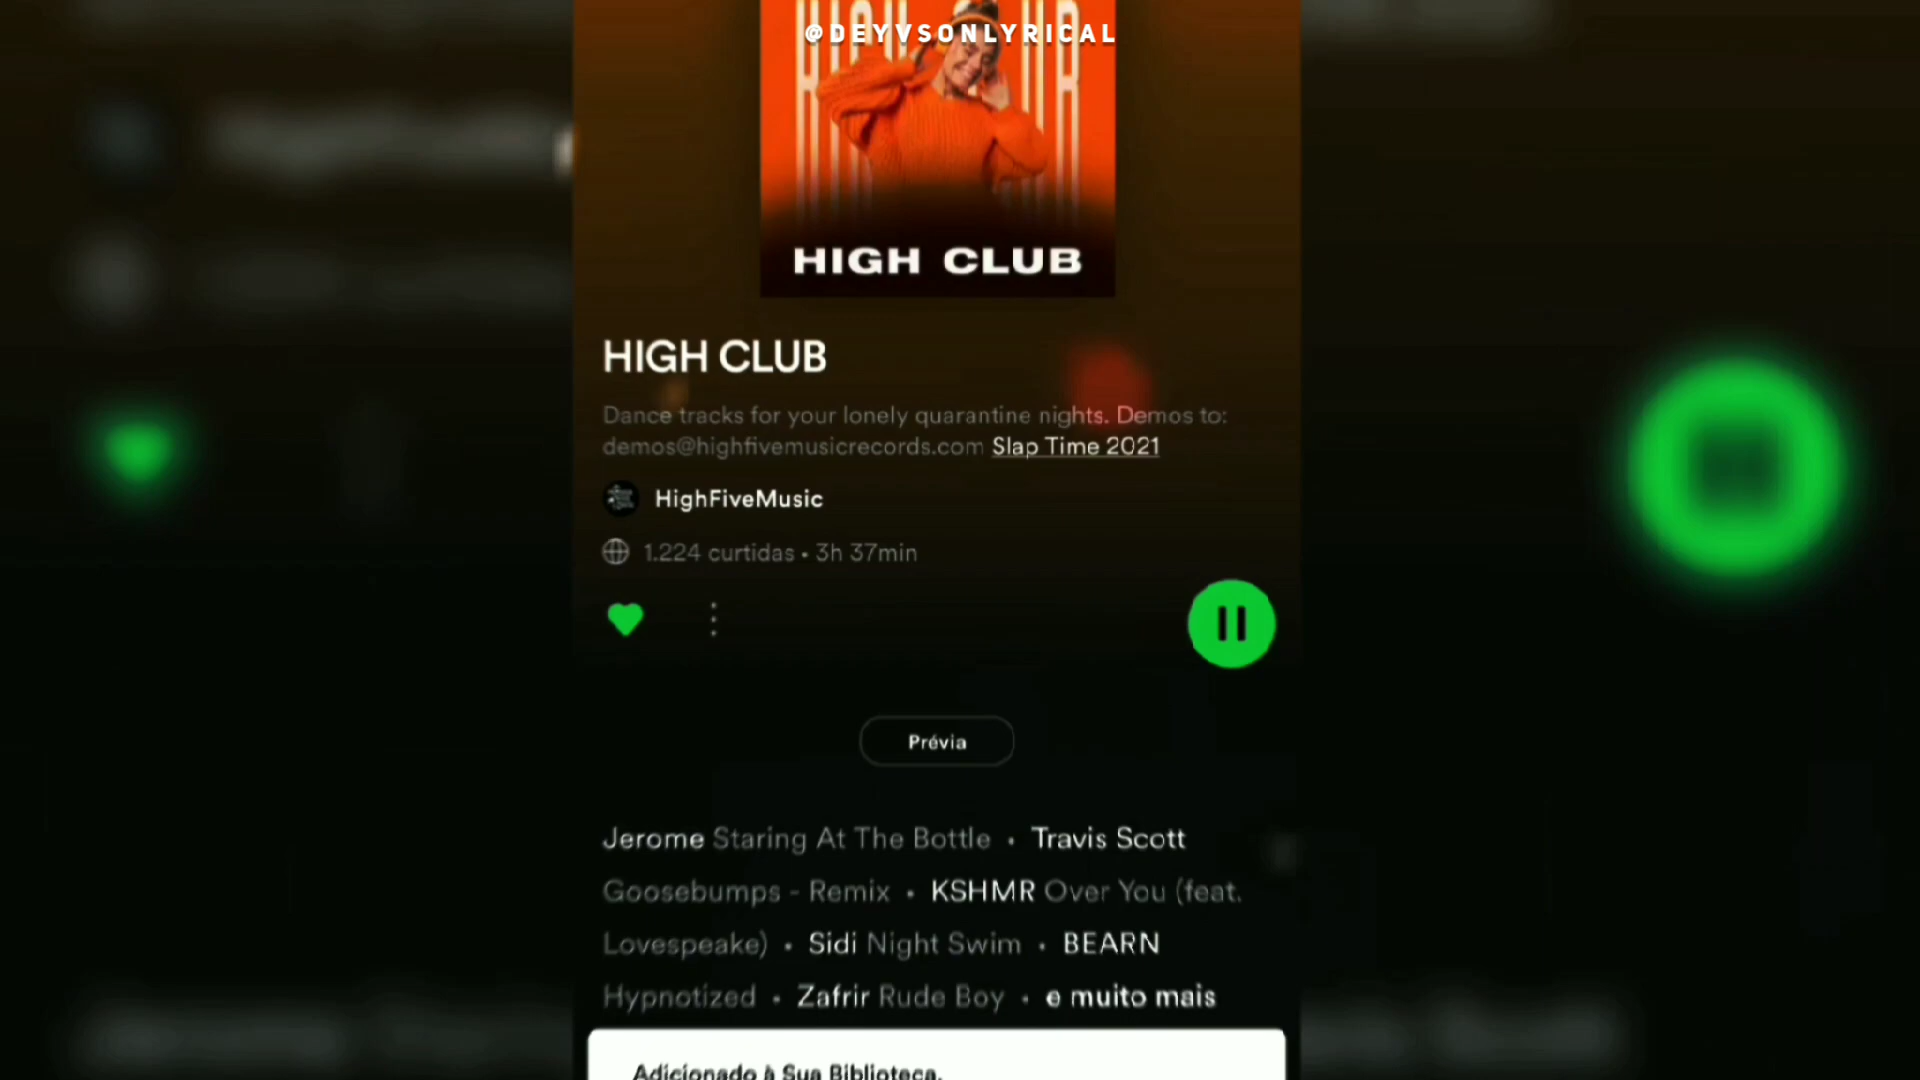 @DEYVSONLYRICAL
HIGH CLUB
HIGH CLUB
Dance tracks for your lonely quarantine nights. Demos to:
demos@highfivemusicrecords.com Slap Time 2021
HighFiveMusic
1.224 curtidas • 3h 37min
Prévia
Jerome Staring At The Bottle • Travis Scott
Goosebumps - Remix • KSHMR Over You (feat.
Lovespeake) • Sidi Night Swim • BEARN
Hypnotized • Zafrir Rude Boy • e muito mais
Adicionado à Sua Biblioteca.